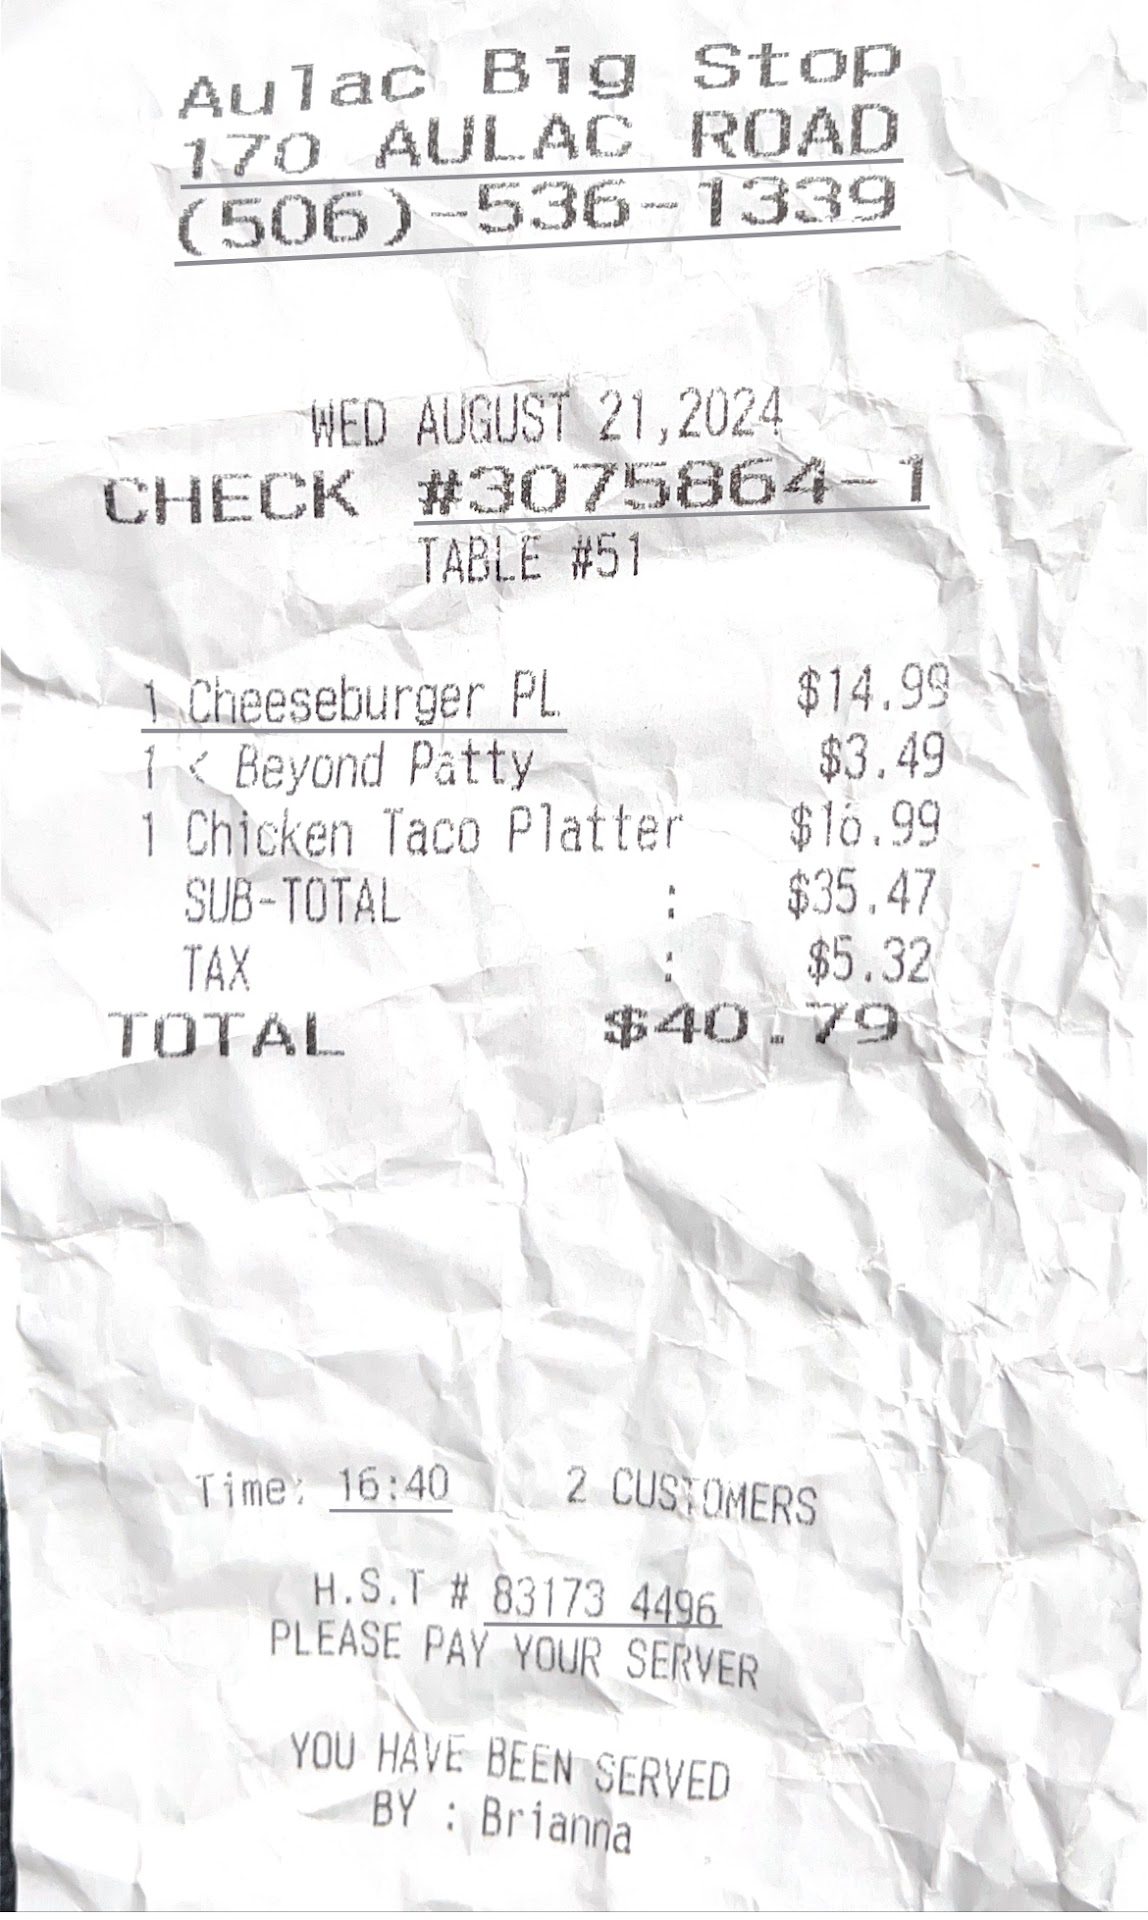 Aulac Big Stop
170 AULAC ROAD
(506)-536-1339
WED AUGUST 21,2024
CHECK #3075864-1
TABLE #51
1 Cheeseburger PL $14.99
1 < Beyond Patty $3.49
1 Chicken Taco Platter $16.99
SUB-TOTAL : $35.47
TAX : $5.32
TOTAL $40.79
Time: 16:40 2 CUSTOMERS
H.S.T # 83173 4496
PLEASE PAY YOUR SERVER
YOU HAVE BEEN SERVED
BY : Brianna